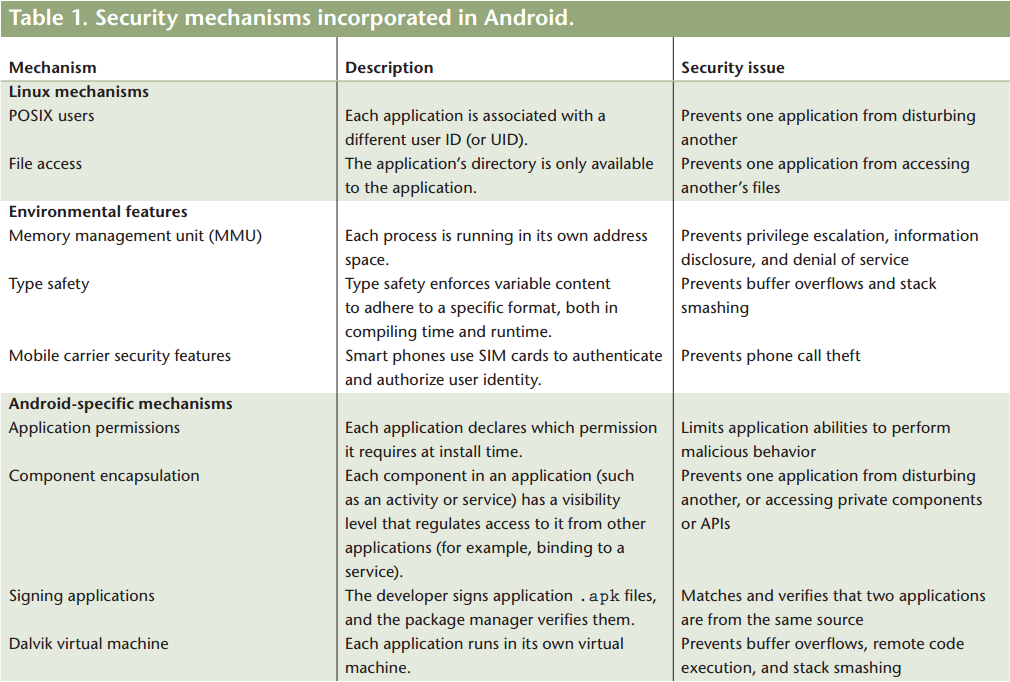 Table 1. Security mechanisms incorporated in Android.
Mechanism Description Security issue
Linux mechanisms
POSIX users Each application is associated with a Prevents one application from disturbing
different user ID (or UID). another
File access The application’s directory is only available Prevents one application from accessing
to the application. another’s files
Environmental features
Memory management unit (MMU) Each process is running in its own address Prevents privilege escalation, information
space. disclosure, and denial of service
Type safety Type safety enforces variable content Prevents buffer overflows and stack
to adhere to a specific format, both in smashing
compiling time and runtime.
Mobile carrier security features Smart phones use SIM cards to authenticate Prevents phone call theft
and authorize user identity.
Android-specific mechanisms
Application permissions Each application declares which permission Limits application abilities to perform
it requires at install time. malicious behavior
Component encapsulation Each component in an application (such Prevents one application from disturbing
as an activity or service) has a visibility another, or accessing private components
level that regulates access to it from other or APIs
applications (for example, binding to a
service).
Signing applications The developer signs application .apk files, Matches and verifies that two applications
and the package manager verifies them. are from the same source
Dalvik virtual machine Each application runs in its own virtual Prevents buffer overflows, remote code
machine. execution, and stack smashing